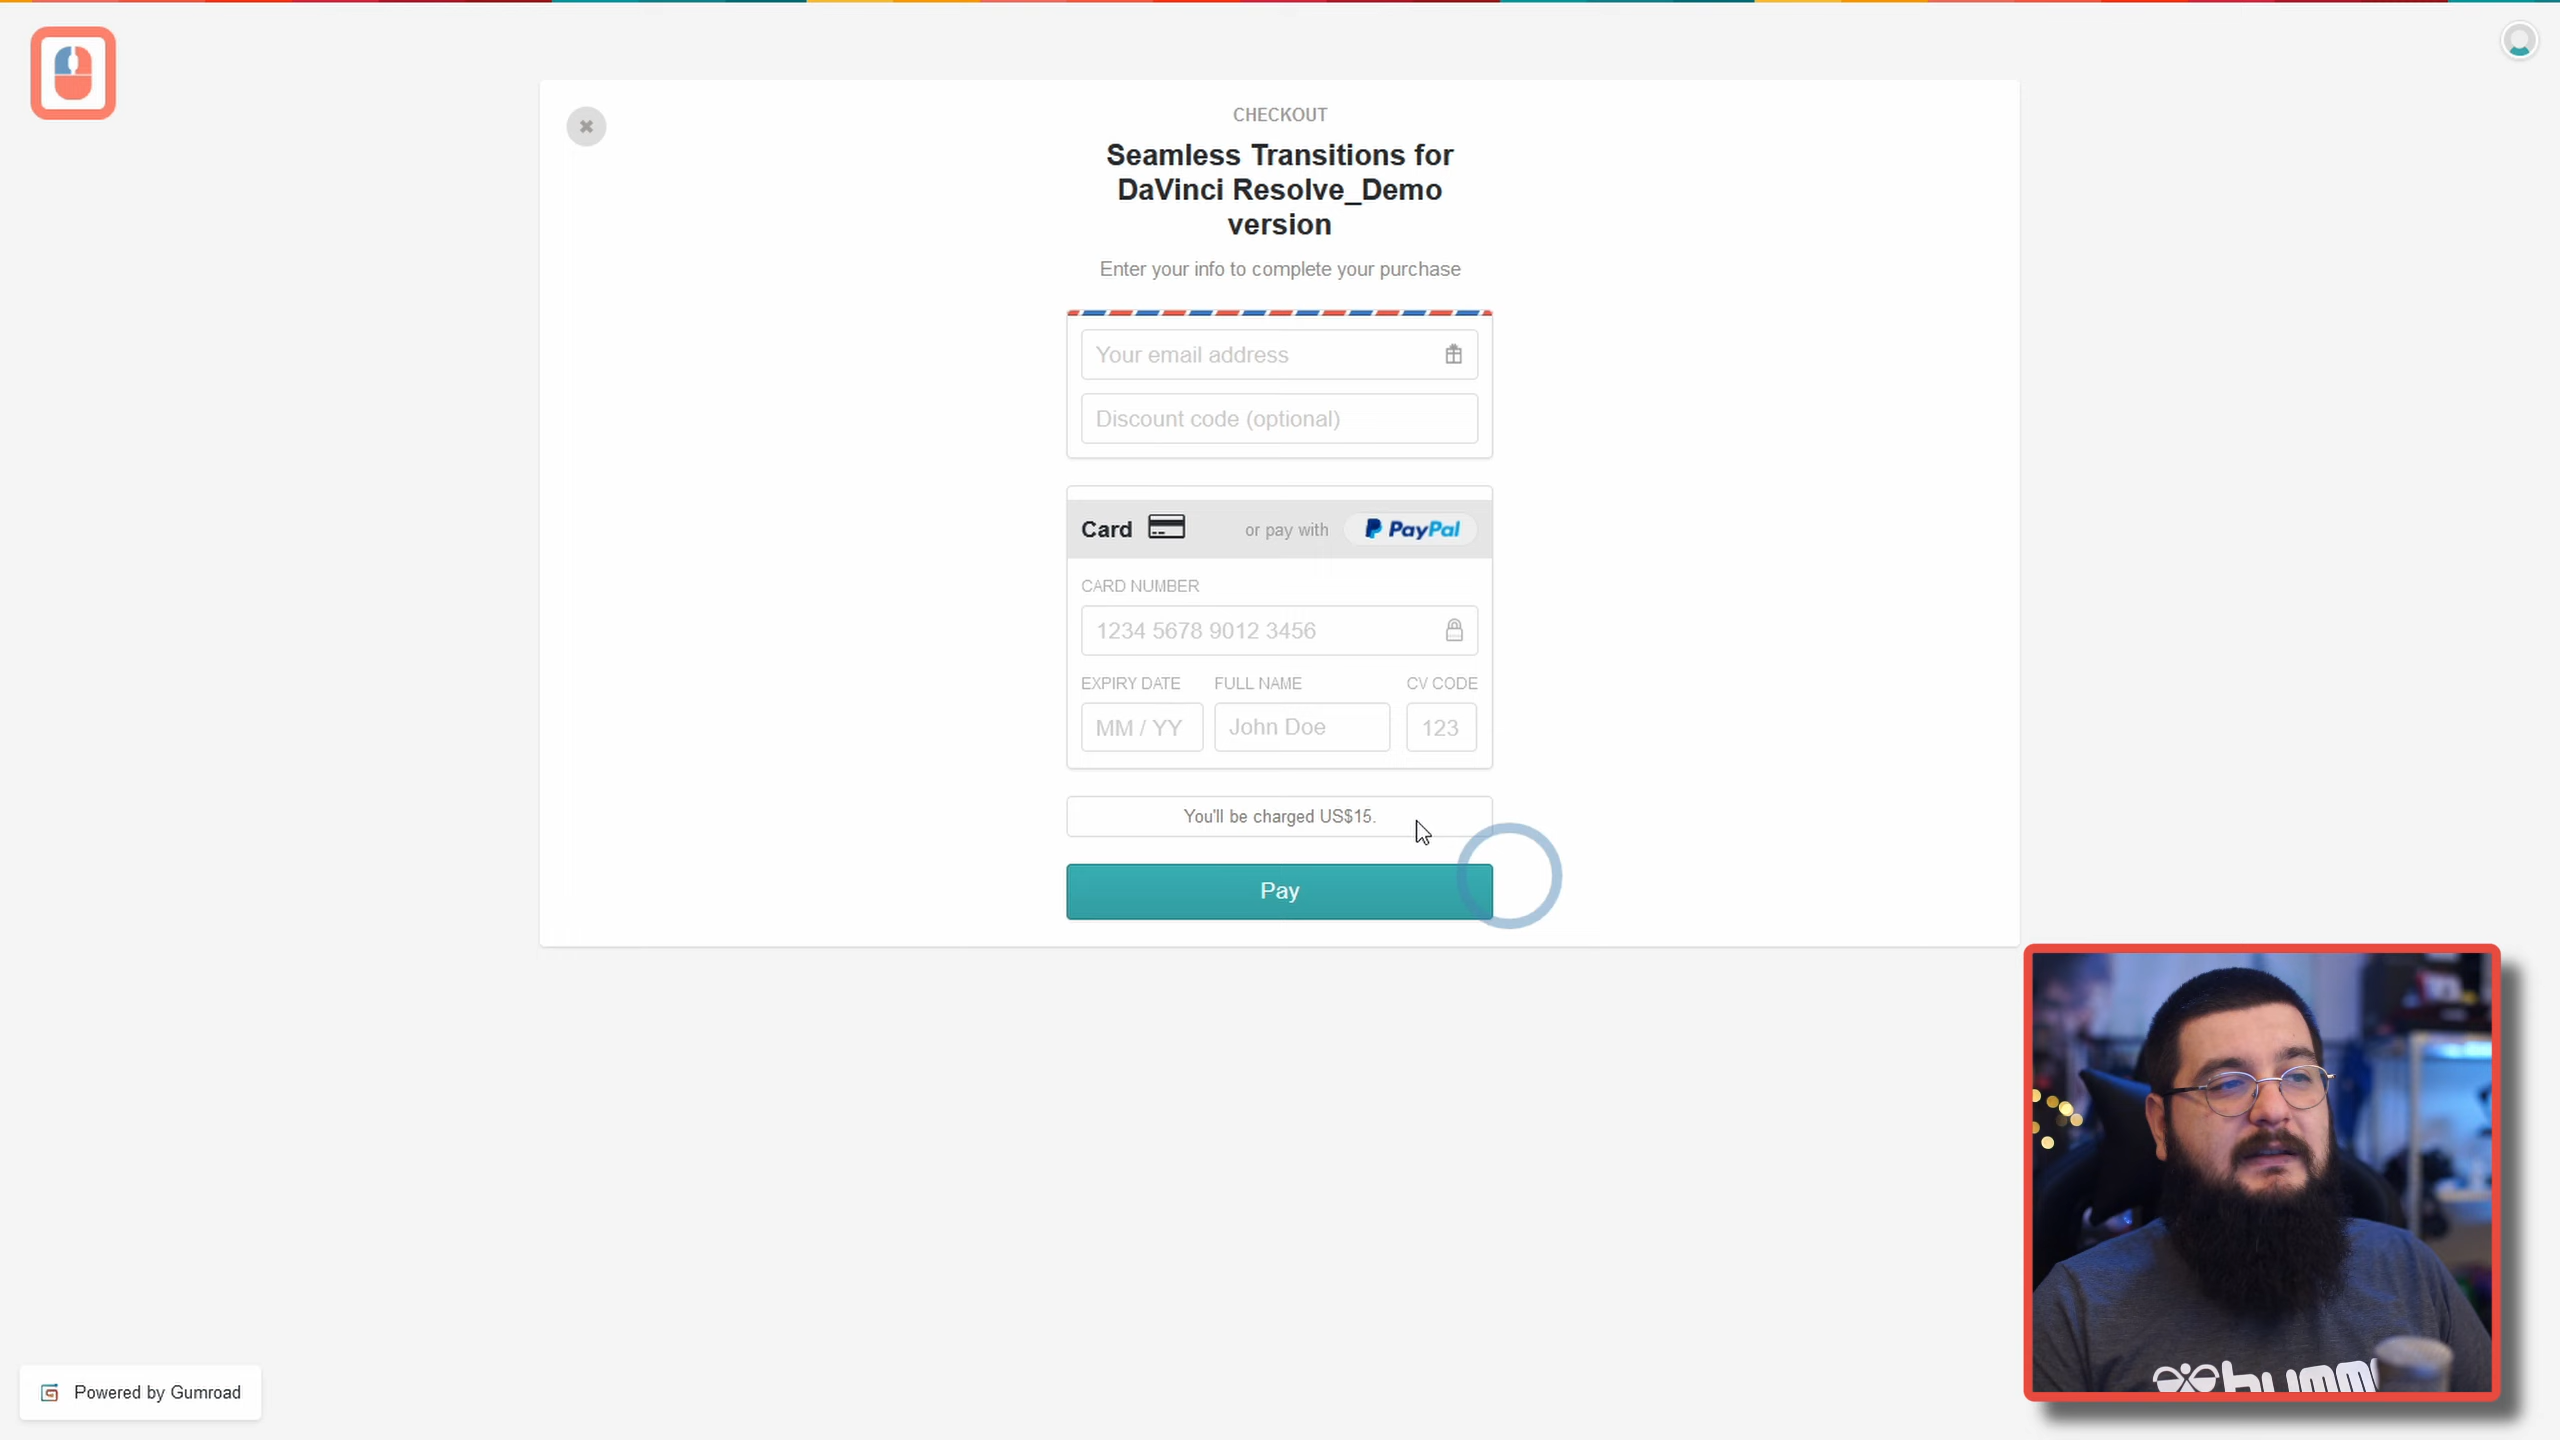 CHECKOUT
Seamless Transitions for
DaVinci Resolve_Demo
version
Enter your info to complete your purchase
Your email address
Discount code (optional)
Card or pay with PayPal
CARD NUMBER
1234 5678 9012 3456
EXPIRY DATE FULL NAME CV CODE
MM / YY John Doe 123
You'll be charged US$15.
Pay
Powered by Gumroad